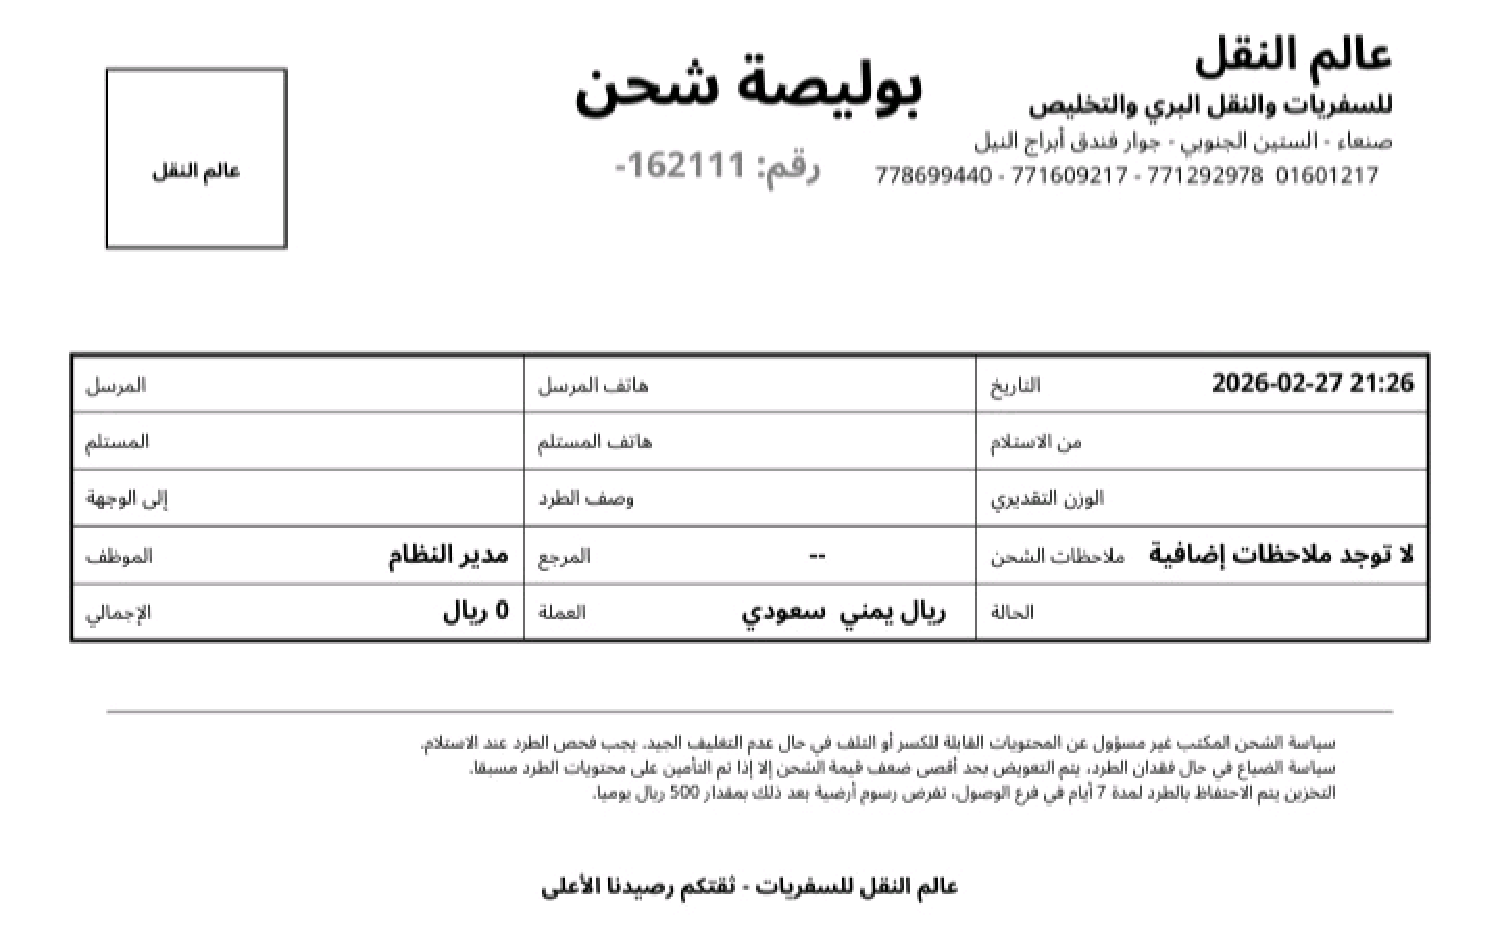 عالم النقل
للسفريات والنقل البري والتخليص
صنعاء - الستين الجنوبي - جوار فندق أبراج النيل
778699440 - 771609217 - 771292978 01601217
بوليصة شحن
رقم: 162111-
عالم النقل
المرسل هاتف المرسل التاريخ 2026-02-27 21:26
المستلم هاتف المستلم من الاستلام
إلى الوجهة وصف الطرد الوزن التقديري
الموظف مدير النظام المرجع -- ملاحظات الشحن لا توجد ملاحظات إضافية
الإجمالي 0 ريال العملة ريال يمني سعودي الحالة
سياسة الشحن المكتب غير مسؤول عن المحتويات القابلة للكسر أو التلف في حال عدم التغليف الجيد. يجب فحص الطرد عند الاستلام.
سياسة الضياع في حال فقدان الطرد، يتم التعويض بحد أقصى ضعف قيمة الشحن إلا إذا تم التأمين على محتويات الطرد مسبقا.
التخزين يتم الاحتفاظ بالطرد لمدة 7 أيام في فرع الوصول، تفرض رسوم أرضية بعد ذلك بمقدار 500 ريال يوميا.
عالم النقل للسفريات - ثقتكم رصيدنا الأعلى